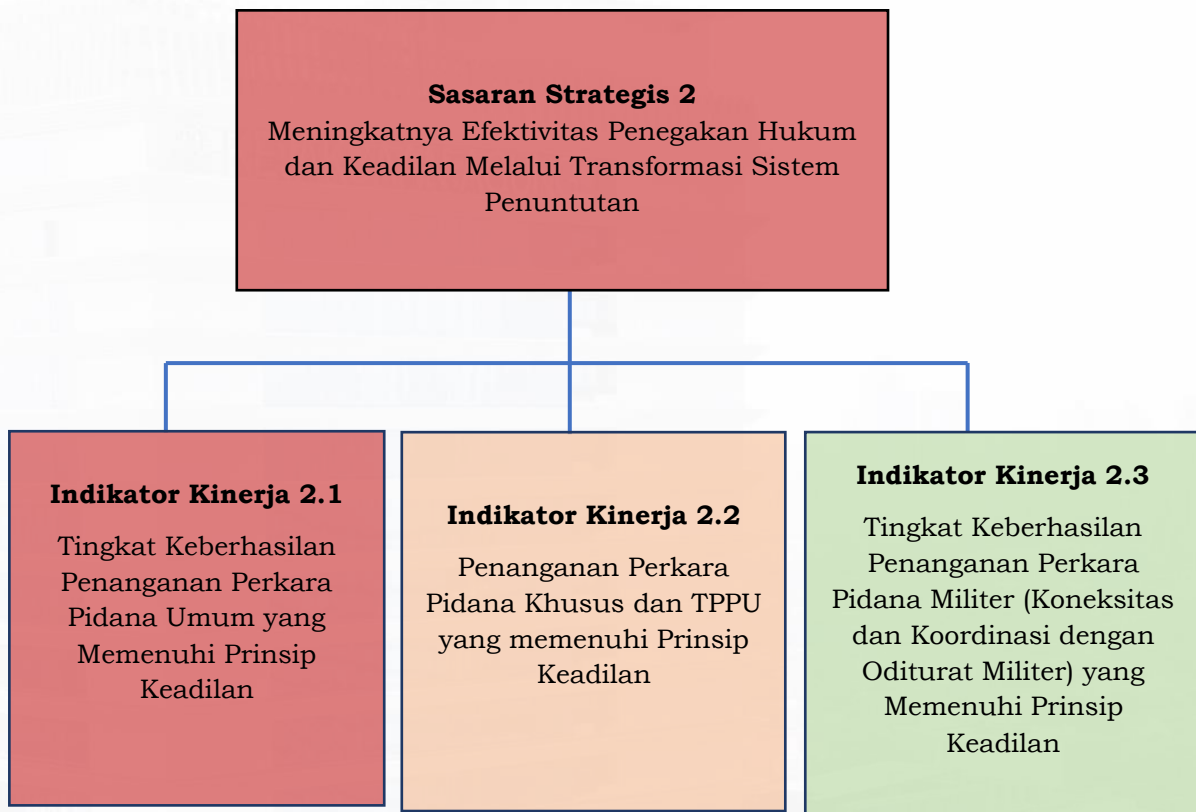 Sasaran Strategis 2
Meningkatnya Efektivitas Penegakan Hukum
dan Keadilan Melalui Transformasi Sistem
Penuntutan
Indikator Kinerja 2.1
Tingkat Keberhasilan
Penanganan Perkara
Pidana Umum yang
Memenuhi Prinsip
Keadilan
Indikator Kinerja 2.2
Penanganan Perkara
Pidana Khusus dan TPPU
yang memenuhi Prinsip
Keadilan
Indikator Kinerja 2.3
Tingkat Keberhasilan
Penanganan Perkara
Pidana Militer (Koneksitas
dan Koordinasi dengan
Oditurat Militer) yang
Memenuhi Prinsip
Keadilan